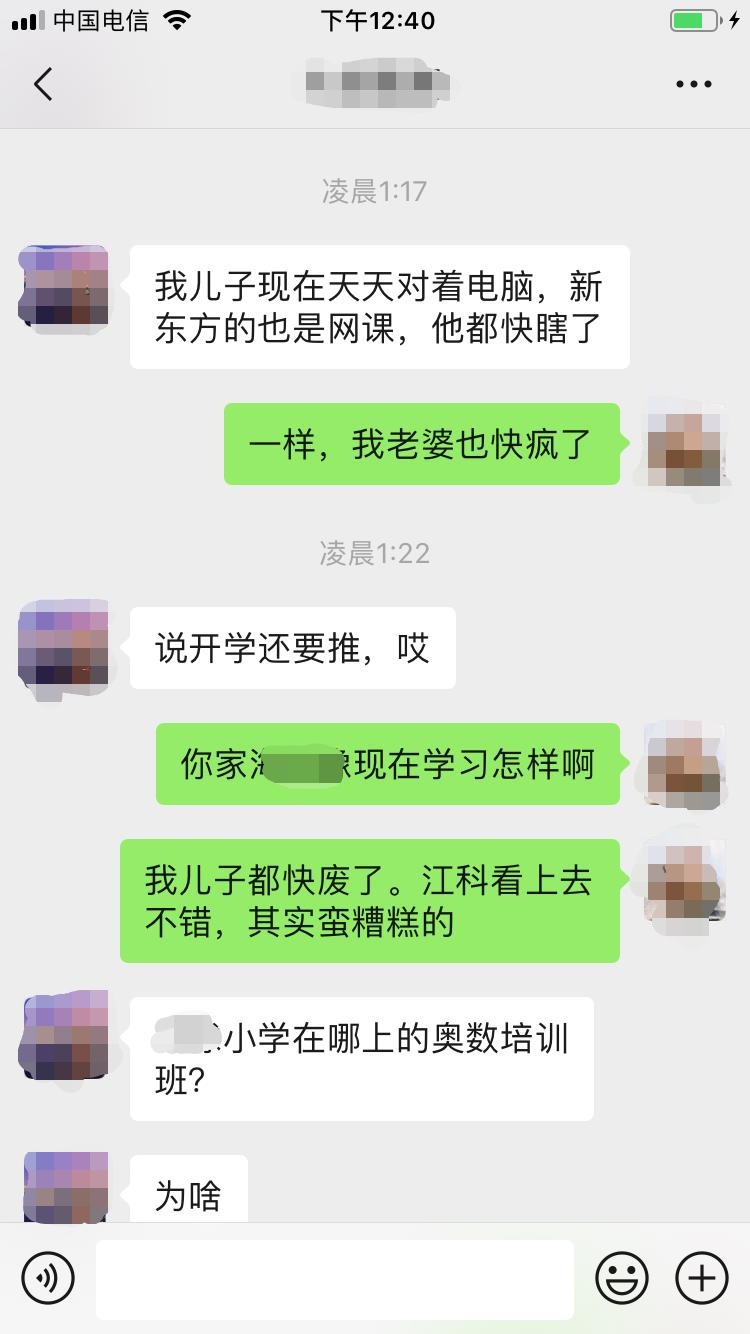 中国电信
下午12:40
凌晨1:17
我儿子现在天天对着电脑，新
东方的也是网课，他都快瞎了
一样，我老婆也快疯了
凌晨1:22
说开学还要推，哎
你家 现在学习怎样啊
我儿子都快废了。江科看上去
不错，其实蛮糟糕的
小学在哪上的奥数培训
班?
为啥